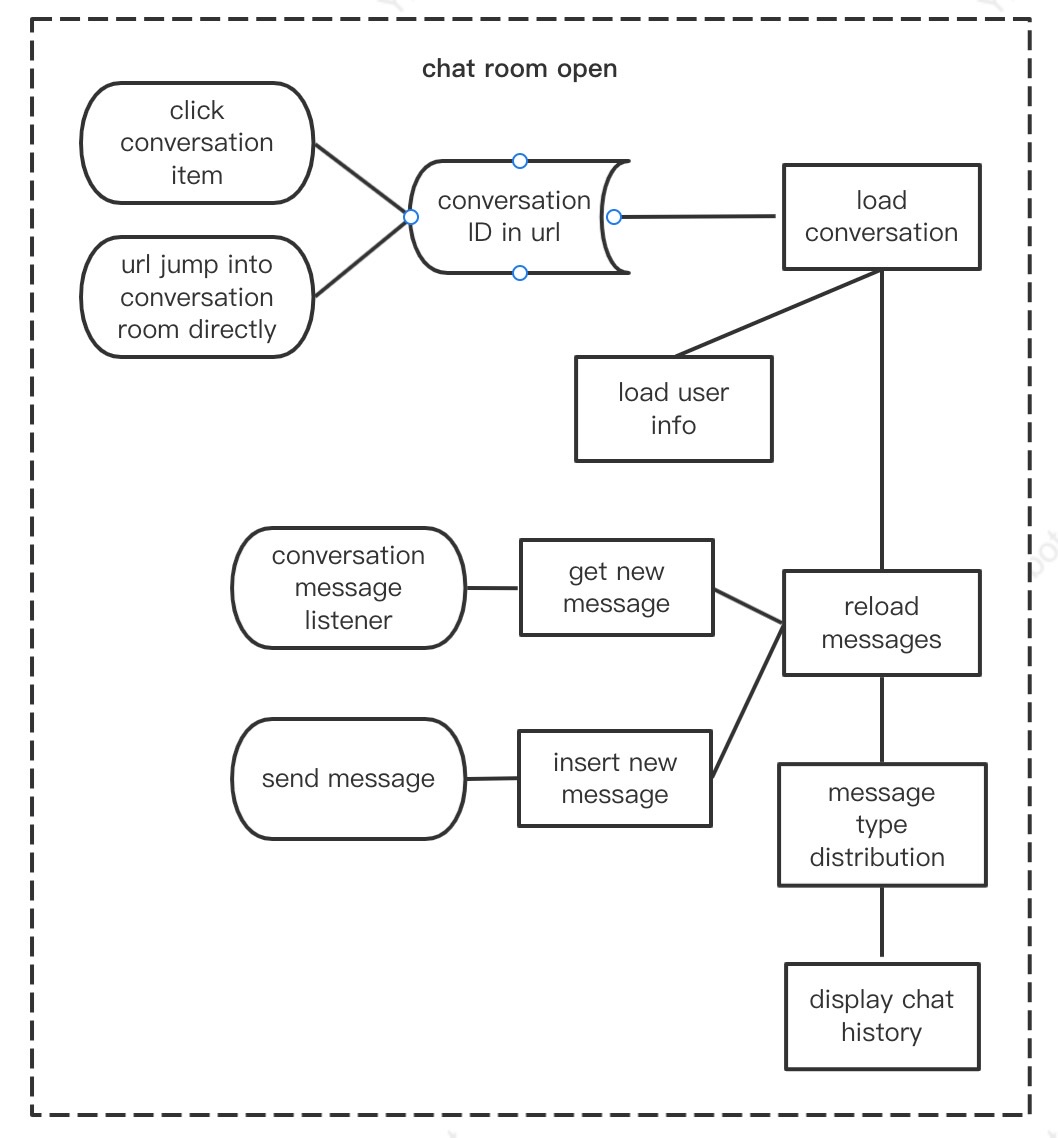 chat room open
click
conversation
item
url jump into
conversation
room directly
conversation
ID in url
load
conversation
load user
info
conversation
message
listener
get new
message
reload
messages
send message
insert new
message
message
type
distribution
display chat
history